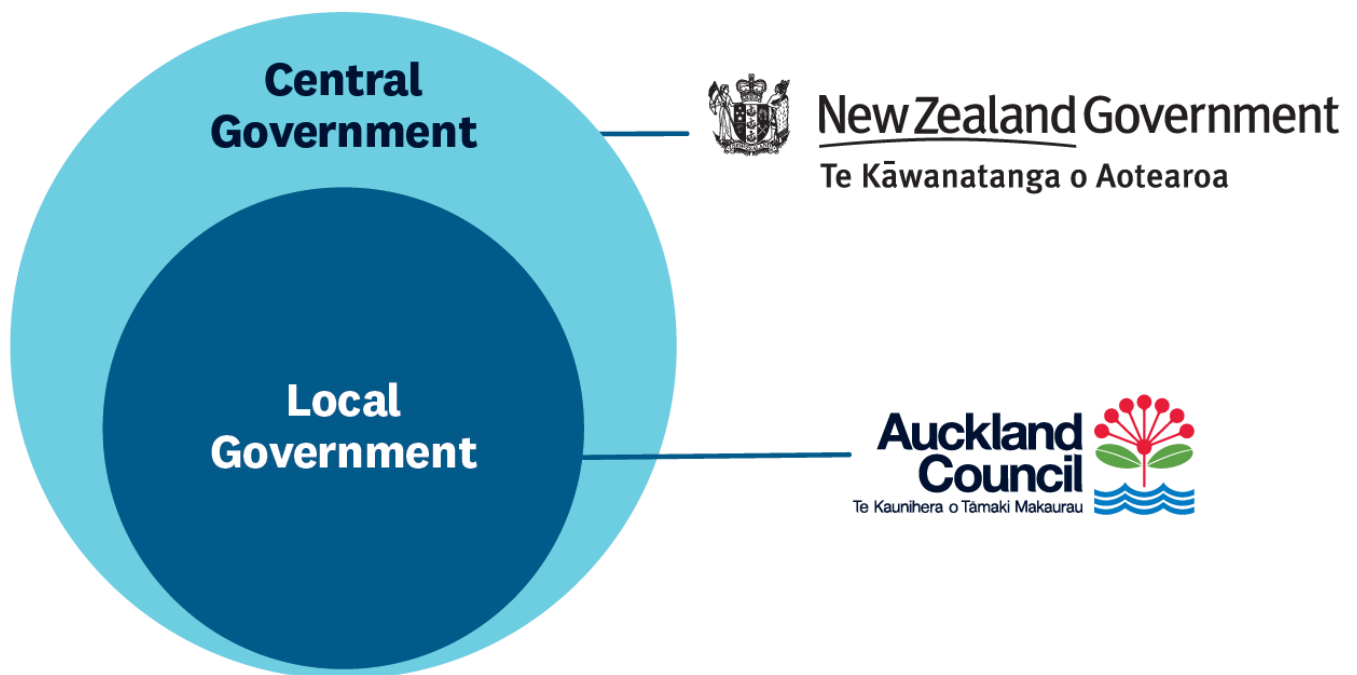 Central
Government
New Zealand Government
Te Kāwanatanga o Aotearoa
Local
Government
Auckland
Council
Te Kaunihera o Tāmaki Makaurau